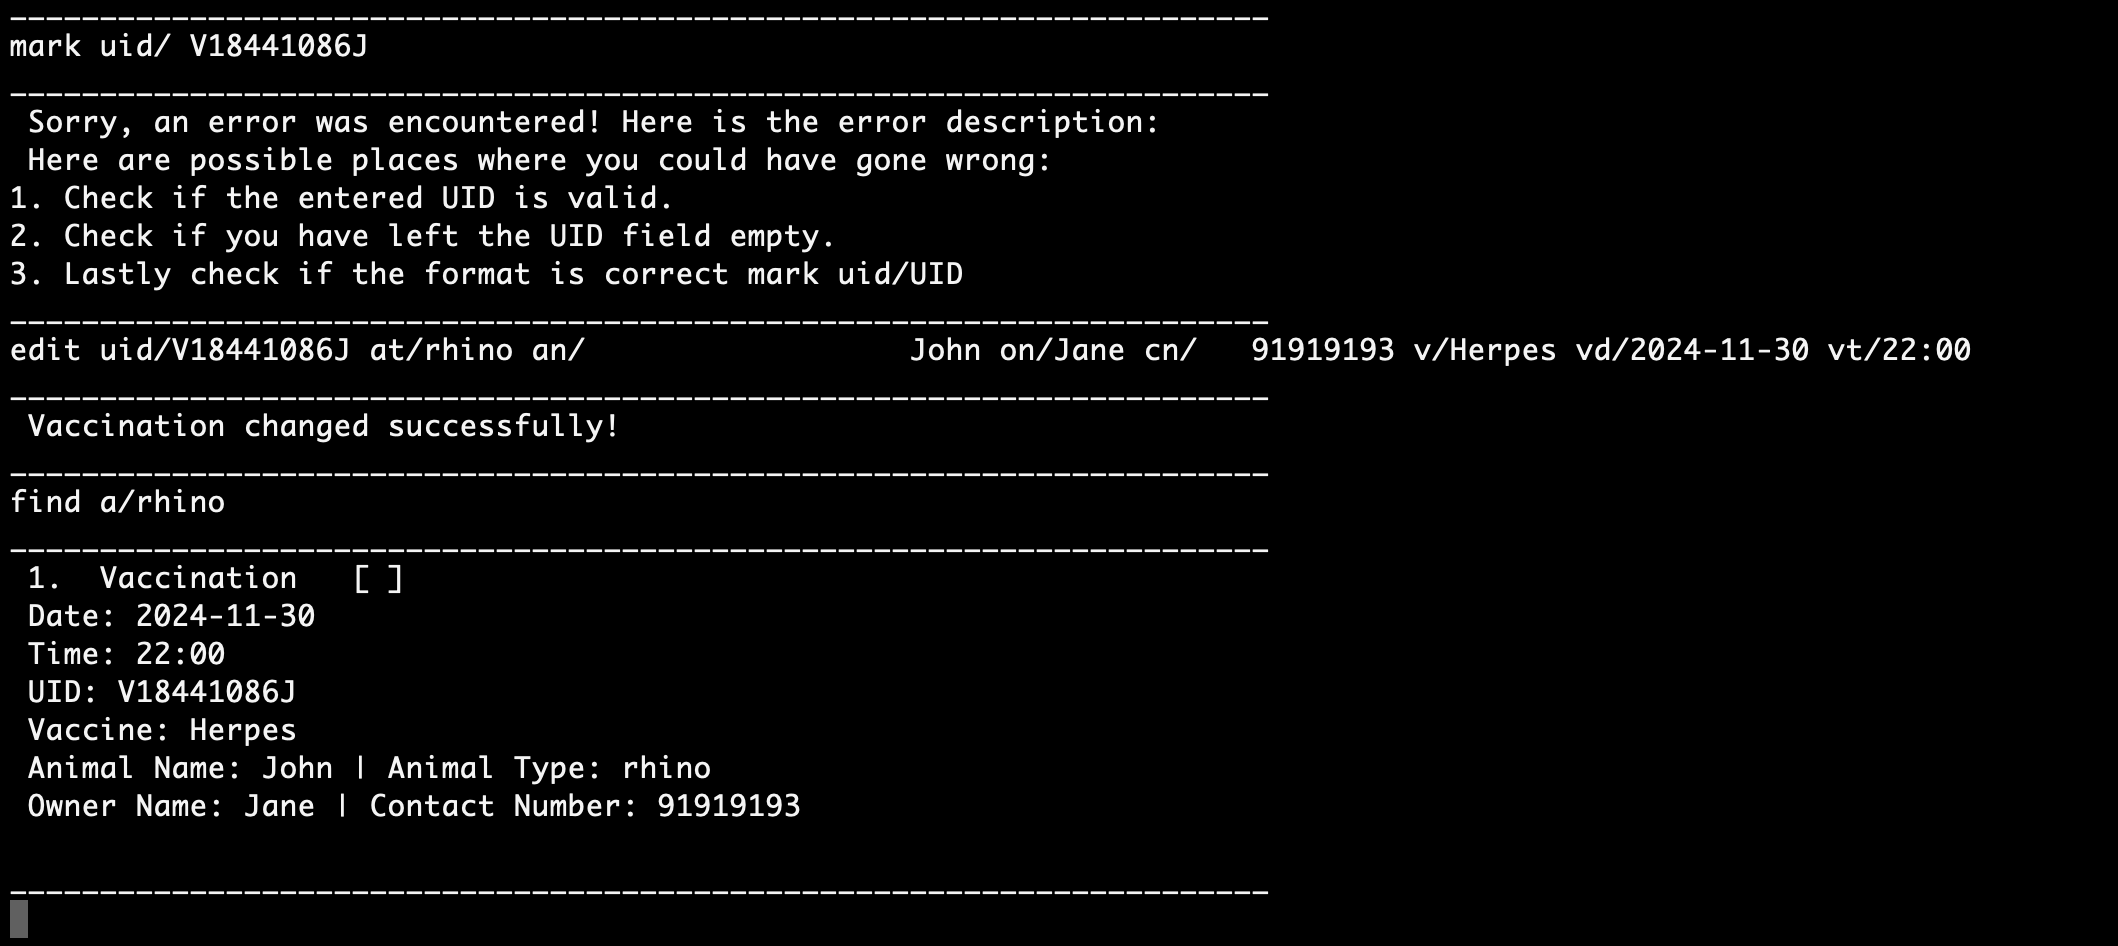 ______________________________________________________________________
mark uid/ V18441086J
______________________________________________________________________
 Sorry, an error was encountered! Here is the error description:
 Here are possible places where you could have gone wrong:
1. Check if the entered UID is valid.
2. Check if you have left the UID field empty.
3. Lastly check if the format is correct mark uid/UID
______________________________________________________________________
edit uid/V18441086J at/rhino an/                  John on/Jane cn/   91919193 v/Herpes vd/2024-11-30 vt/22:00
______________________________________________________________________
 Vaccination changed successfully!
______________________________________________________________________
find a/rhino
______________________________________________________________________
 1.  Vaccination   [ ]
 Date: 2024-11-30
 Time: 22:00
 UID: V18441086J
 Vaccine: Herpes
 Animal Name: John | Animal Type: rhino
 Owner Name: Jane | Contact Number: 91919193
______________________________________________________________________